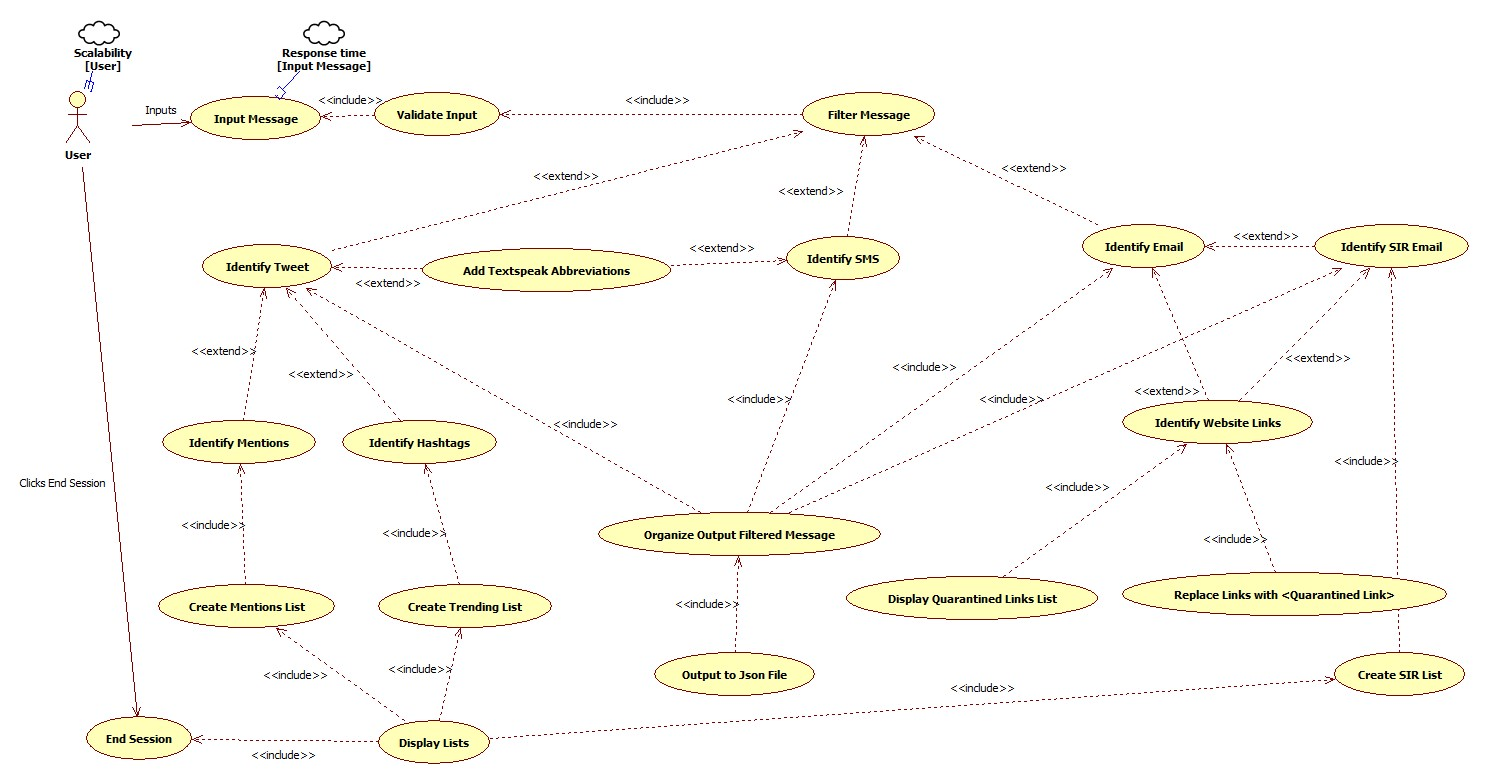 Scalability
[User]
Response time
[Input Message]
Inputs
Input Message
<<include>>
Validate Input
<<include>>
Filter Message
User
<<extend>>
<<extend>>
<<extend>>
Identify Tweet
<<extend>>
Add Textspeak Abbreviations
<<extend>>
Identify SMS
Identify Email
<<extend>>
Identify SIR Email
<<extend>>
<<extend>>
<<include>>
<<include>>
<<include>>
<<include>>
<<extend>>
<<extend>>
Identify Mentions
Identify Hashtags
Identify Website Links
<<include>>
Clicks End Session
<<include>>
<<include>>
<<include>>
<<include>>
Organize Output Filtered Message
Create Mentions List
Create Trending List
<<include>>
Display Quarantined Links List
Replace Links with <Quarantined Link>
<<include>>
<<include>>
Output to Json File
<<include>>
Create SIR List
End Session
<<include>>
Display Lists